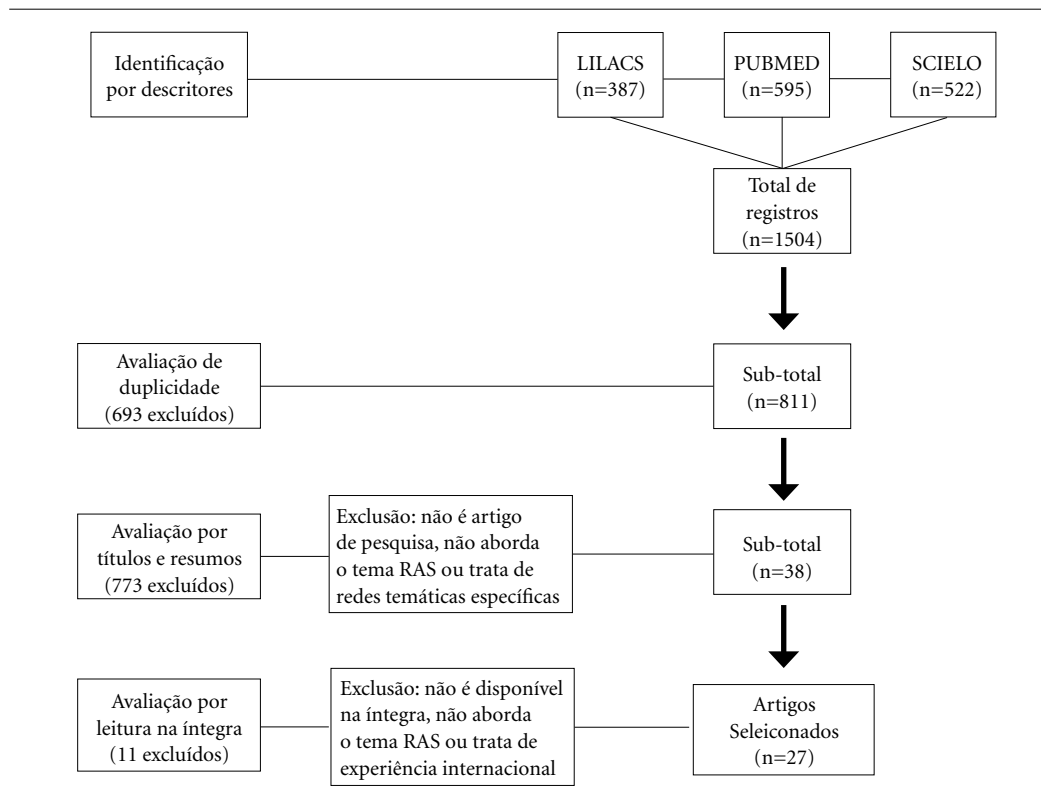 Identificação
por descritores
LILACS
(n=387)
PUBMED
(n=595)
SCIELO
(n=522)
Total de
registros
(n=1504)
Avaliação de
duplicidade
(693 excluídos)
Sub-total
(n=811)
Avaliação por
títulos e resumos
(773 excluídos)
Exclusão: não é artigo
de pesquisa, não aborda
o tema RAS ou trata de
redes temáticas específicas
Sub-total
(n=38)
Avaliação por
leitura na íntegra
(11 excluídos)
Exclusão: não é disponível
na íntegra, não aborda
o tema RAS ou trata de
experiência internacional
Artigos
Seleiconados
(n=27)